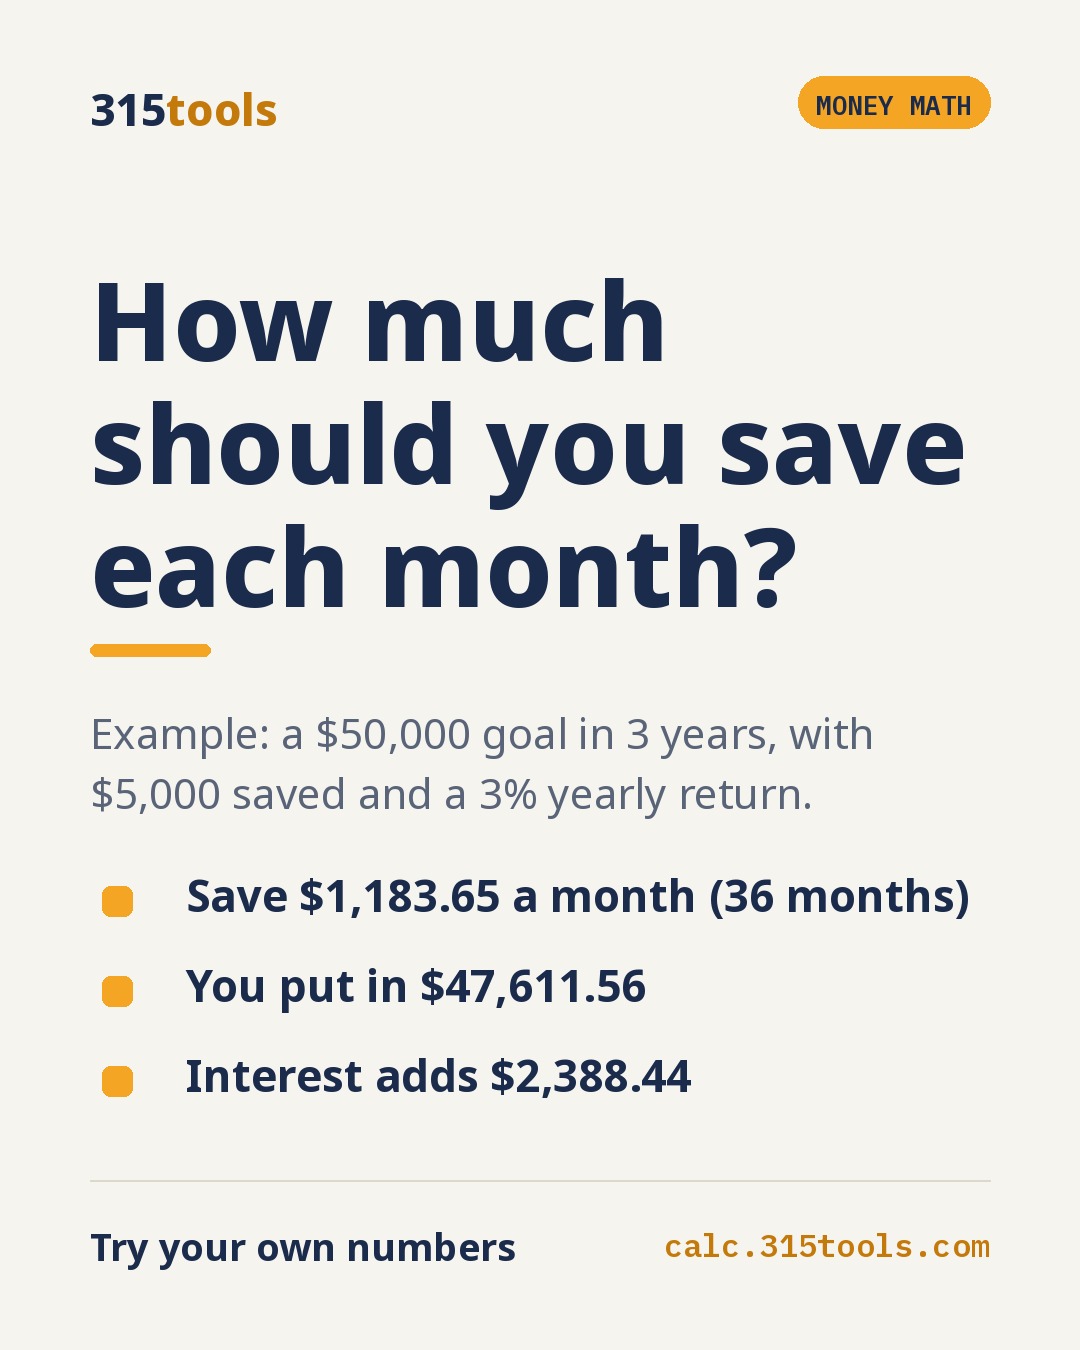 315tools
MONEY MATH
How much
should you save
each month?
Example: a $50,000 goal in 3 years, with
$5,000 saved and a 3% yearly return.
Save $1,183.65 a month (36 months)
You put in $47,611.56
Interest adds $2,388.44
Try your own numbers
calc.315tools.com